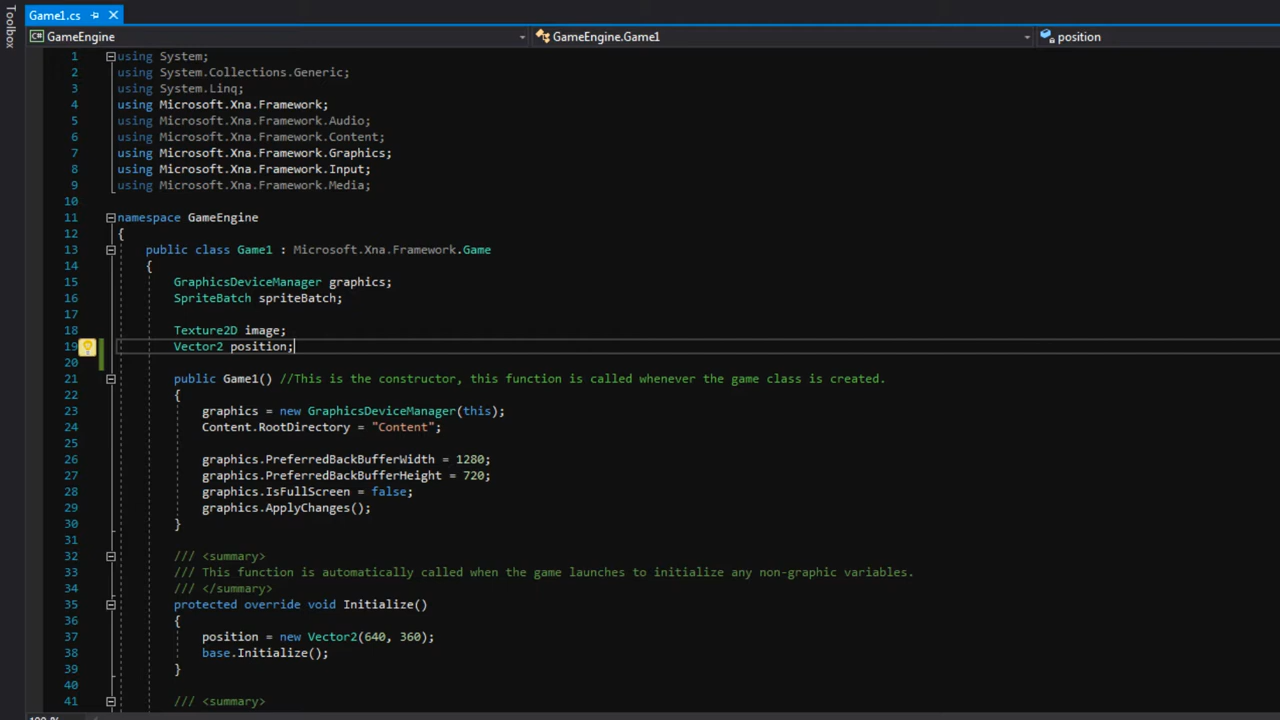 Toolbox
Game1.cs
GameEngine
GameEngine.Game1
position
1 using System;
2 using System.Collections.Generic;
3 using System.Linq;
4 using Microsoft.Xna.Framework;
5 using Microsoft.Xna.Framework.Audio;
6 using Microsoft.Xna.Framework.Content;
7 using Microsoft.Xna.Framework.Graphics;
8 using Microsoft.Xna.Framework.Input;
9 using Microsoft.Xna.Framework.Media;
10
11 namespace GameEngine
12 {
13 public class Game1 : Microsoft.Xna.Framework.Game
14 {
15 GraphicsDeviceManager graphics;
16 SpriteBatch spriteBatch;
17
18 Texture2D image;
19 Vector2 position;
20
21 public Game1() //This is the constructor, this function is called whenever the game class is created.
22 {
23 graphics = new GraphicsDeviceManager(this);
24 Content.RootDirectory = "Content";
25
26 graphics.PreferredBackBufferWidth = 1280;
27 graphics.PreferredBackBufferHeight = 720;
28 graphics.IsFullScreen = false;
29 graphics.ApplyChanges();
30 }
31
32 /// <summary>
33 /// This function is automatically called when the game launches to initialize any non-graphic variables.
34 /// </summary>
35 protected override void Initialize()
36 {
37 position = new Vector2(640, 360);
38 base.Initialize();
39 }
40
41 /// <summary>